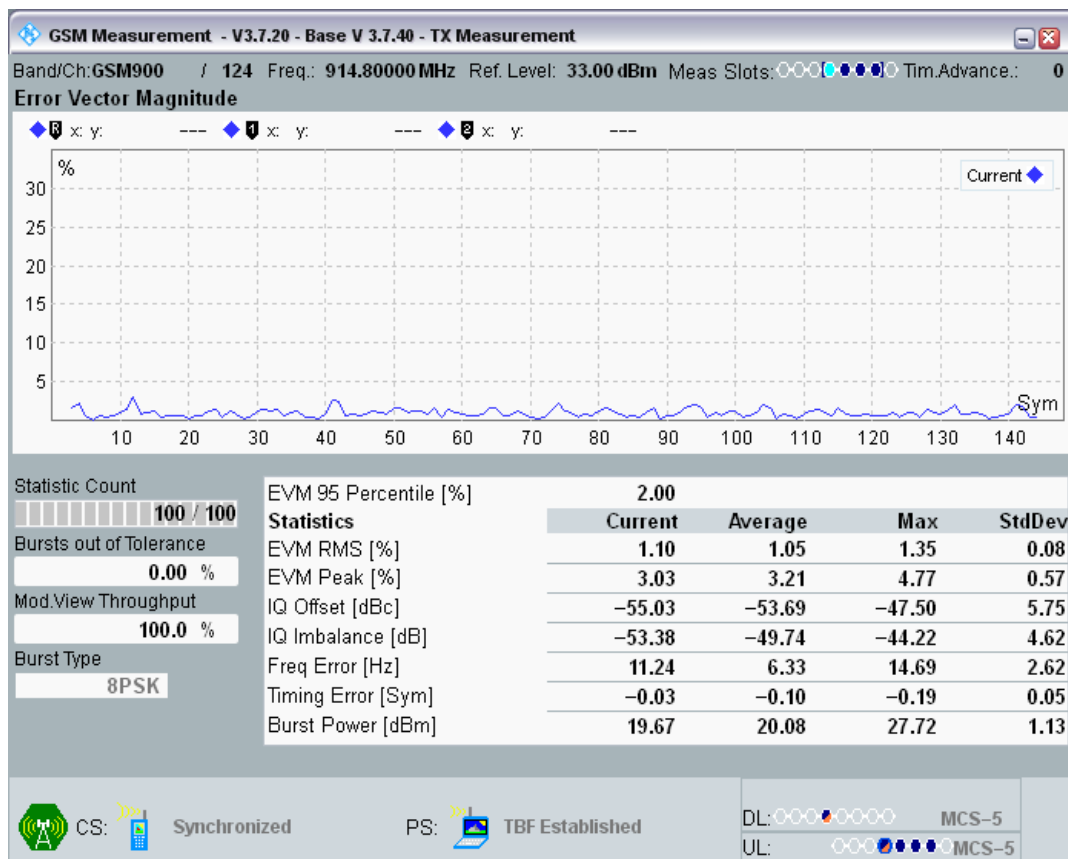 GSM Measurement - V3.7.20 - Base V 3.7.40 - TX Measurement
Band/Ch:GSM900 / 124 Freq.: 914.80000 MHz Ref. Level: 33.00 dBm Meas Slots: Tim.Advance.: 0
Error Vector Magnitude
R x: y: --- 1 x: y: --- 2 x: y: ---
%
Current
30
25
20
15
10
5
Sym
10 20 30 40 50 60 70 80 90 100 110 120 130 140
Statistic Count
100 / 100
Bursts out of Tolerance
0.00 %
Mod.View Throughput
100.0 %
Burst Type
8PSK
EVM 95 Percentile [%] 2.00
Statistics Current Average Max StdDev
EVM RMS [%] 1.10 1.05 1.35 0.08
EVM Peak [%] 3.03 3.21 4.77 0.57
IQ Offset [dBc] −55.03 −53.69 −47.50 5.75
IQ Imbalance [dB] −53.38 −49.74 −44.22 4.62
Freq Error [Hz] 11.24 6.33 14.69 2.62
Timing Error [Sym] −0.03 −0.10 −0.19 0.05
Burst Power [dBm] 19.67 20.08 27.72 1.13
CS: Synchronized PS: TBF Established
DL: MCS−5
UL: MCS−5